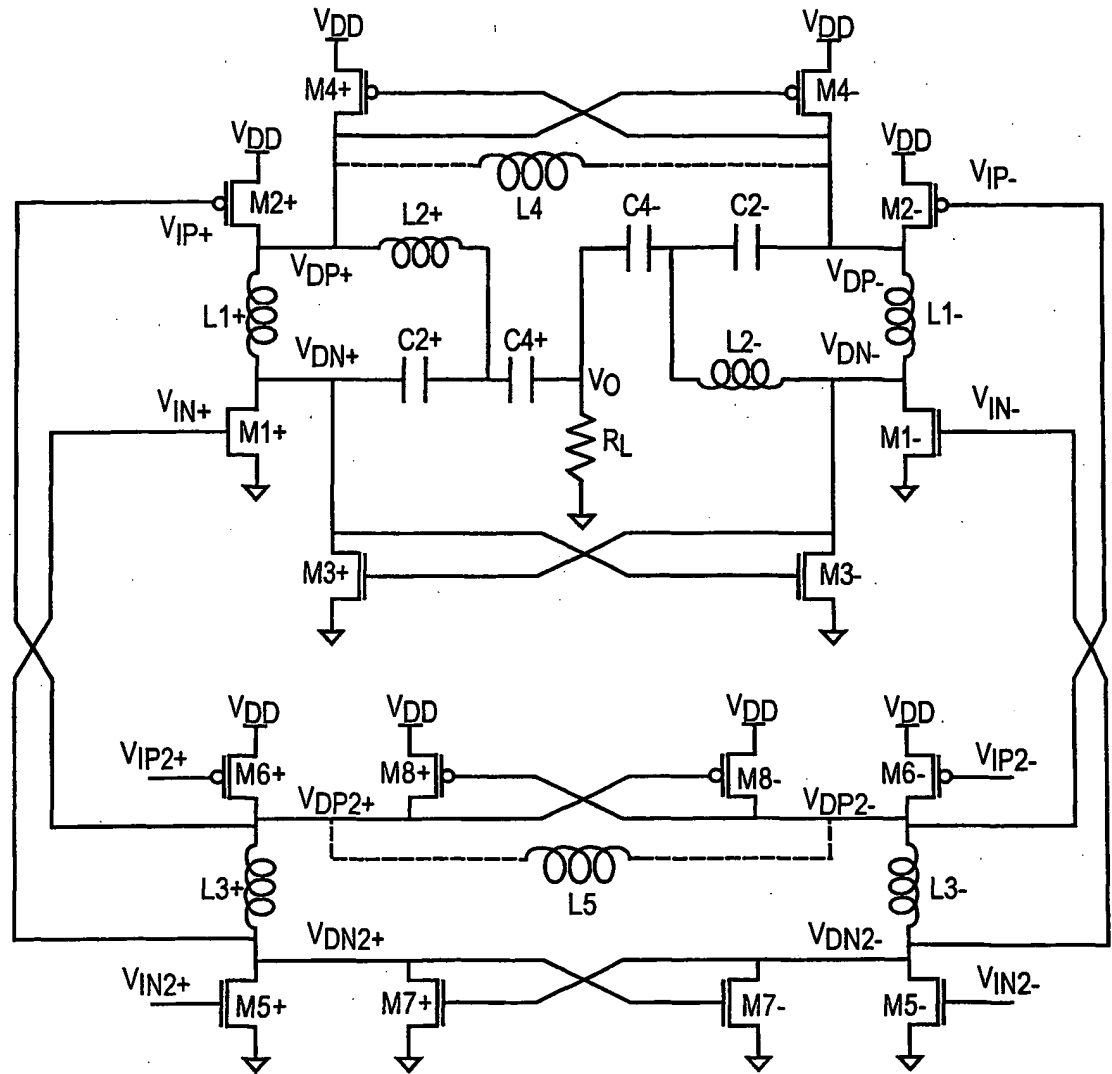 VDD
VDD
M4+
M4-
VDD
VDD
L4
VIP-
M2+
M2-
C4-
C2-
L2+
VIP+
VDP+
VDP-
L1+
L1-
L2-
VDN+
C2+
C4+
VDN-
VO
VIN+
VIN-
M1+
RL
M1-
M3+
M3-
VDD
VDD
VDD
VDD
VIP2+
M6+
M8+
M8-
M6-
VIP2-
VDP2+
VDP2-
L3+
L5
L3-
VDN2+
VDN2-
VIN2+
M5+
M7+
M7-
M5-
VIN2-